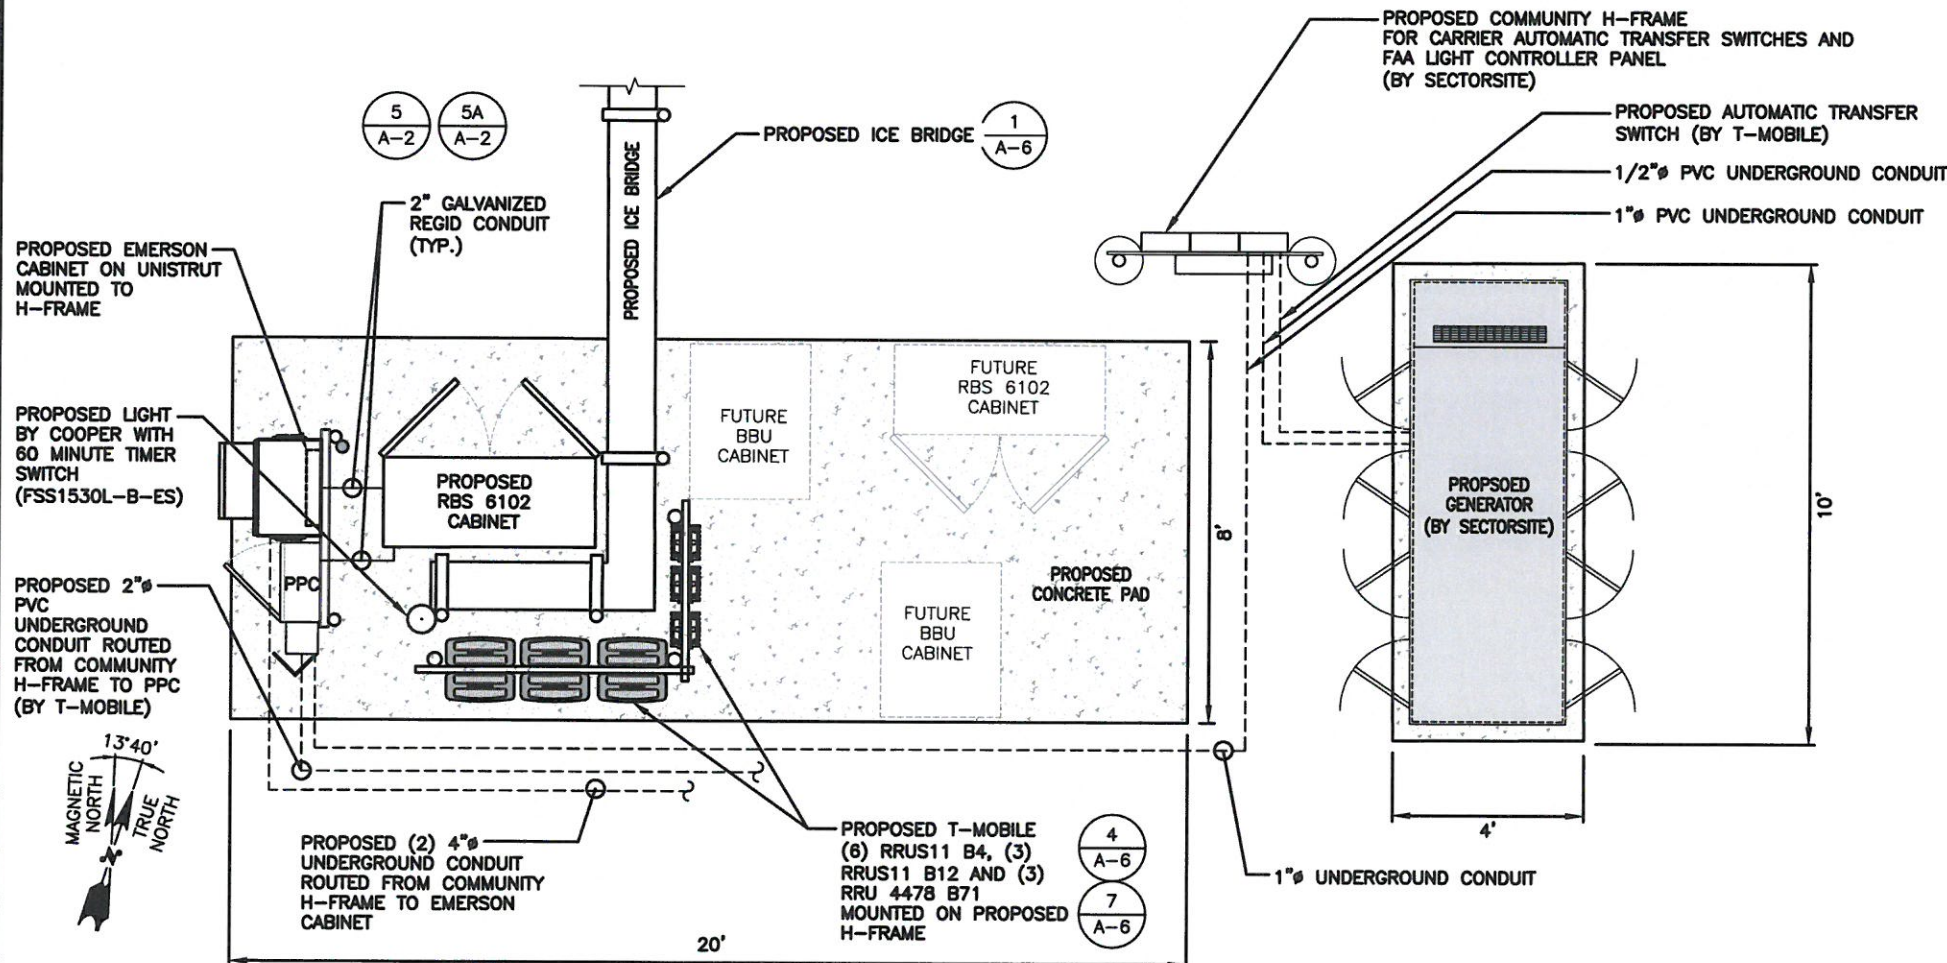 PROPOSED COMMUNITY H-FRAME
FOR CARRIER AUTOMATIC TRANSFER SWITCHES AND
FAA LIGHT CONTROLLER PANEL
(BY SECTORSITE)
PROPOSED AUTOMATIC TRANSFER
SWITCH (BY T-MOBILE)
1/2"ø PVC UNDERGROUND CONDUIT
1"ø PVC UNDERGROUND CONDUIT
5
A-2
5A
A-2
PROPOSED ICE BRIDGE
1
A-6
PROPOSED ICE BRIDGE
2" GALVANIZED
REGID CONDUIT
(TYP.)
PROPOSED EMERSON
CABINET ON UNISTRUT
MOUNTED TO
H-FRAME
PROPOSED LIGHT
BY COOPER WITH
60 MINUTE TIMER
SWITCH
(FSS1530L-B-ES)
PROPOSED 2"ø
PVC
UNDERGROUND
CONDUIT ROUTED
FROM COMMUNITY
H-FRAME TO PPC
(BY T-MOBILE)
PROPOSED
RBS 6102
CABINET
PPC
FUTURE
BBU
CABINET
FUTURE
RBS 6102
CABINET
FUTURE
BBU
CABINET
PROPOSED
CONCRETE PAD
8'
PROPSOED
GENERATOR
(BY SECTORSITE)
10'
4'
13°40'
MAGNETIC
NORTH
TRUE
NORTH
N
PROPOSED (2) 4"ø
UNDERGROUND CONDUIT
ROUTED FROM COMMUNITY
H-FRAME TO EMERSON
CABINET
PROPOSED T-MOBILE
(6) RRUS11 B4, (3)
RRUS11 B12 AND (3)
RRU 4478 B71
MOUNTED ON PROPOSED
H-FRAME
4
A-6
7
A-6
1"ø UNDERGROUND CONDUIT
20'